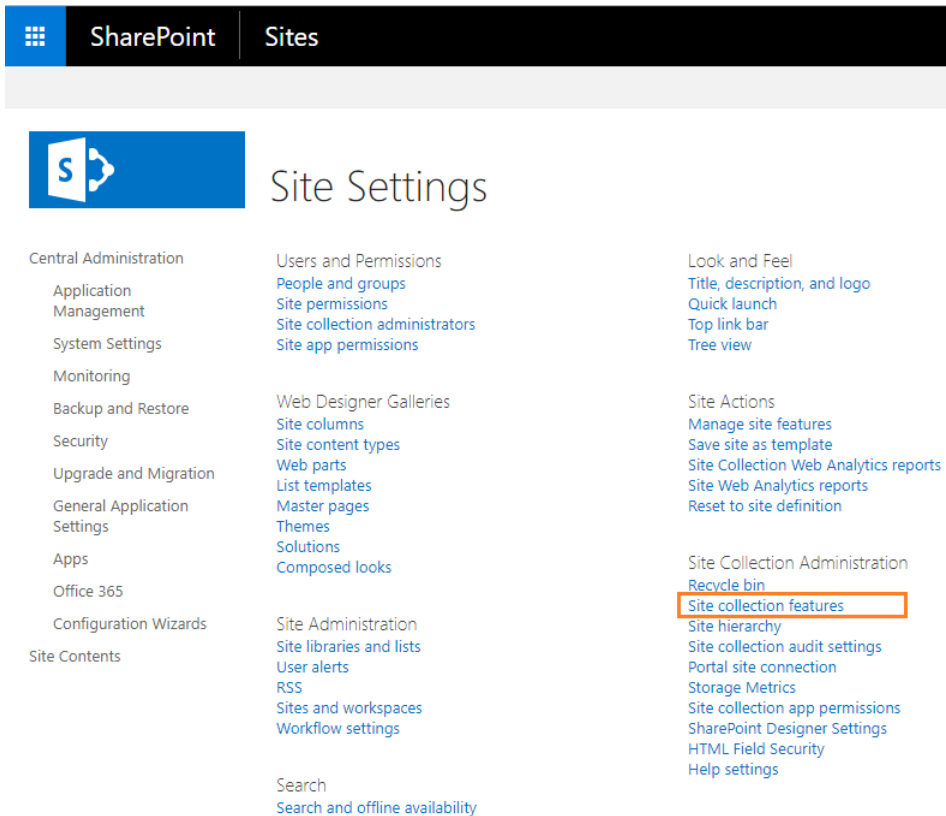 SharePoint Sites
S
Site Settings
Central Administration
Application
Management
System Settings
Monitoring
Backup and Restore
Security
Upgrade and Migration
General Application
Settings
Apps
Office 365
Configuration Wizards
Site Contents
Users and Permissions
People and groups
Site permissions
Site collection administrators
Site app permissions
Web Designer Galleries
Site columns
Site content types
Web parts
List templates
Master pages
Themes
Solutions
Composed looks
Site Administration
Site libraries and lists
User alerts
RSS
Sites and workspaces
Workflow settings
Search
Search and offline availability
Look and Feel
Title, description, and logo
Quick launch
Top link bar
Tree view
Site Actions
Manage site features
Save site as template
Site Collection Web Analytics reports
Site Web Analytics reports
Reset to site definition
Site Collection Administration
Recycle bin
Site collection features
Site hierarchy
Site collection audit settings
Portal site connection
Storage Metrics
Site collection app permissions
SharePoint Designer Settings
HTML Field Security
Help settings